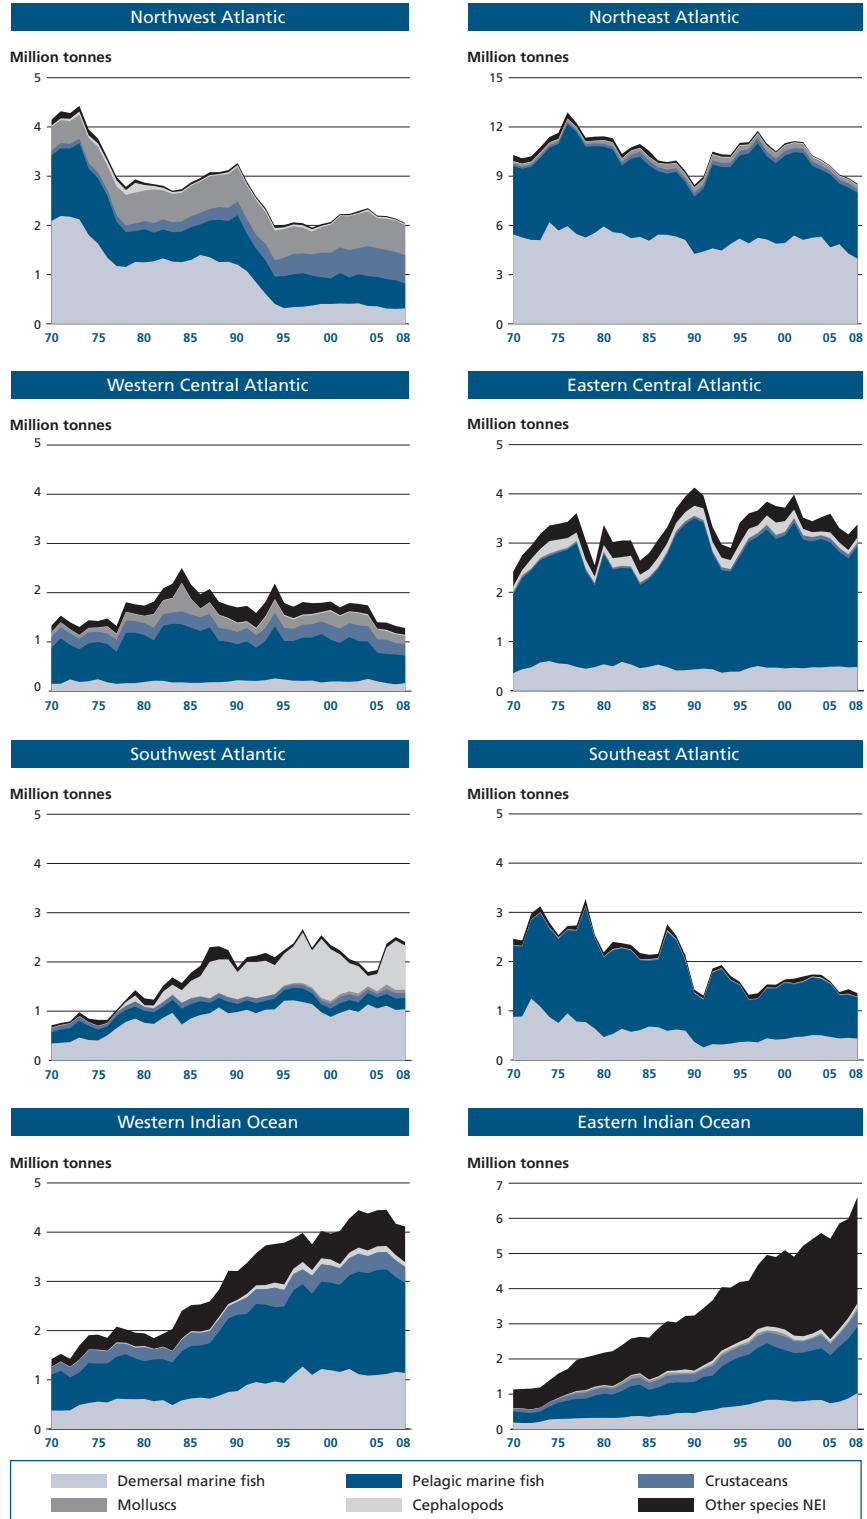 Northwest Atlantic
Million tonnes
5
4
3
2
1
0
70 75 80 85 90 95 00 05 08
Northeast Atlantic
Million tonnes
15
12
9
6
3
0
70 75 80 85 90 95 00 05 08
Western Central Atlantic
Million tonnes
5
4
3
2
1
0
70 75 80 85 90 95 00 05 08
Eastern Central Atlantic
Million tonnes
5
4
3
2
1
0
70 75 80 85 90 95 00 05 08
Southwest Atlantic
Million tonnes
5
4
3
2
1
0
70 75 80 85 90 95 00 05 08
Southeast Atlantic
Million tonnes
5
4
3
2
1
0
70 75 80 85 90 95 00 05 08
Western Indian Ocean
Million tonnes
5
4
3
2
1
0
70 75 80 85 90 95 00 05 08
Eastern Indian Ocean
Million tonnes
7
6
5
4
3
2
1
0
70 75 80 85 90 95 00 05 08
Demersal marine fish Pelagic marine fish Crustaceans
Molluscs Cephalopods Other species NEI